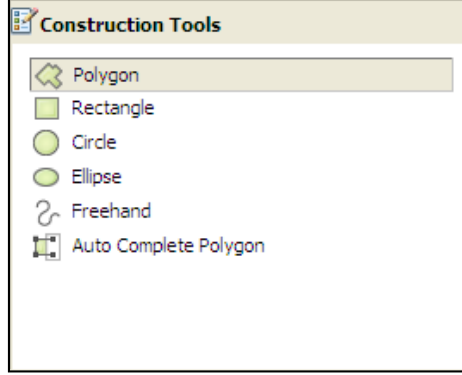 Construction Tools
Polygon
Rectangle
Circle
Ellipse
Freehand
Auto Complete Polygon